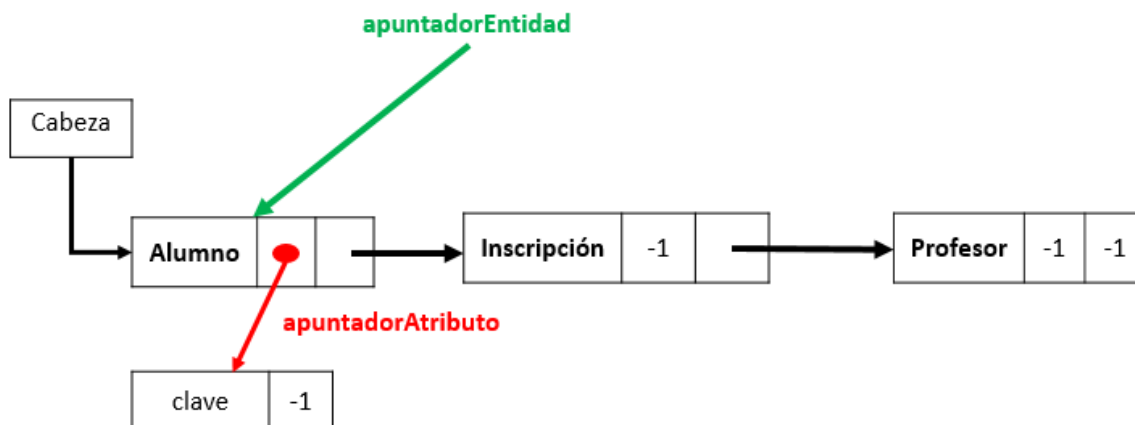 apuntadorEntidad
Cabeza
Alumno
Inscripción -1
Profesor -1 -1
apuntadorAtributo
clave -1